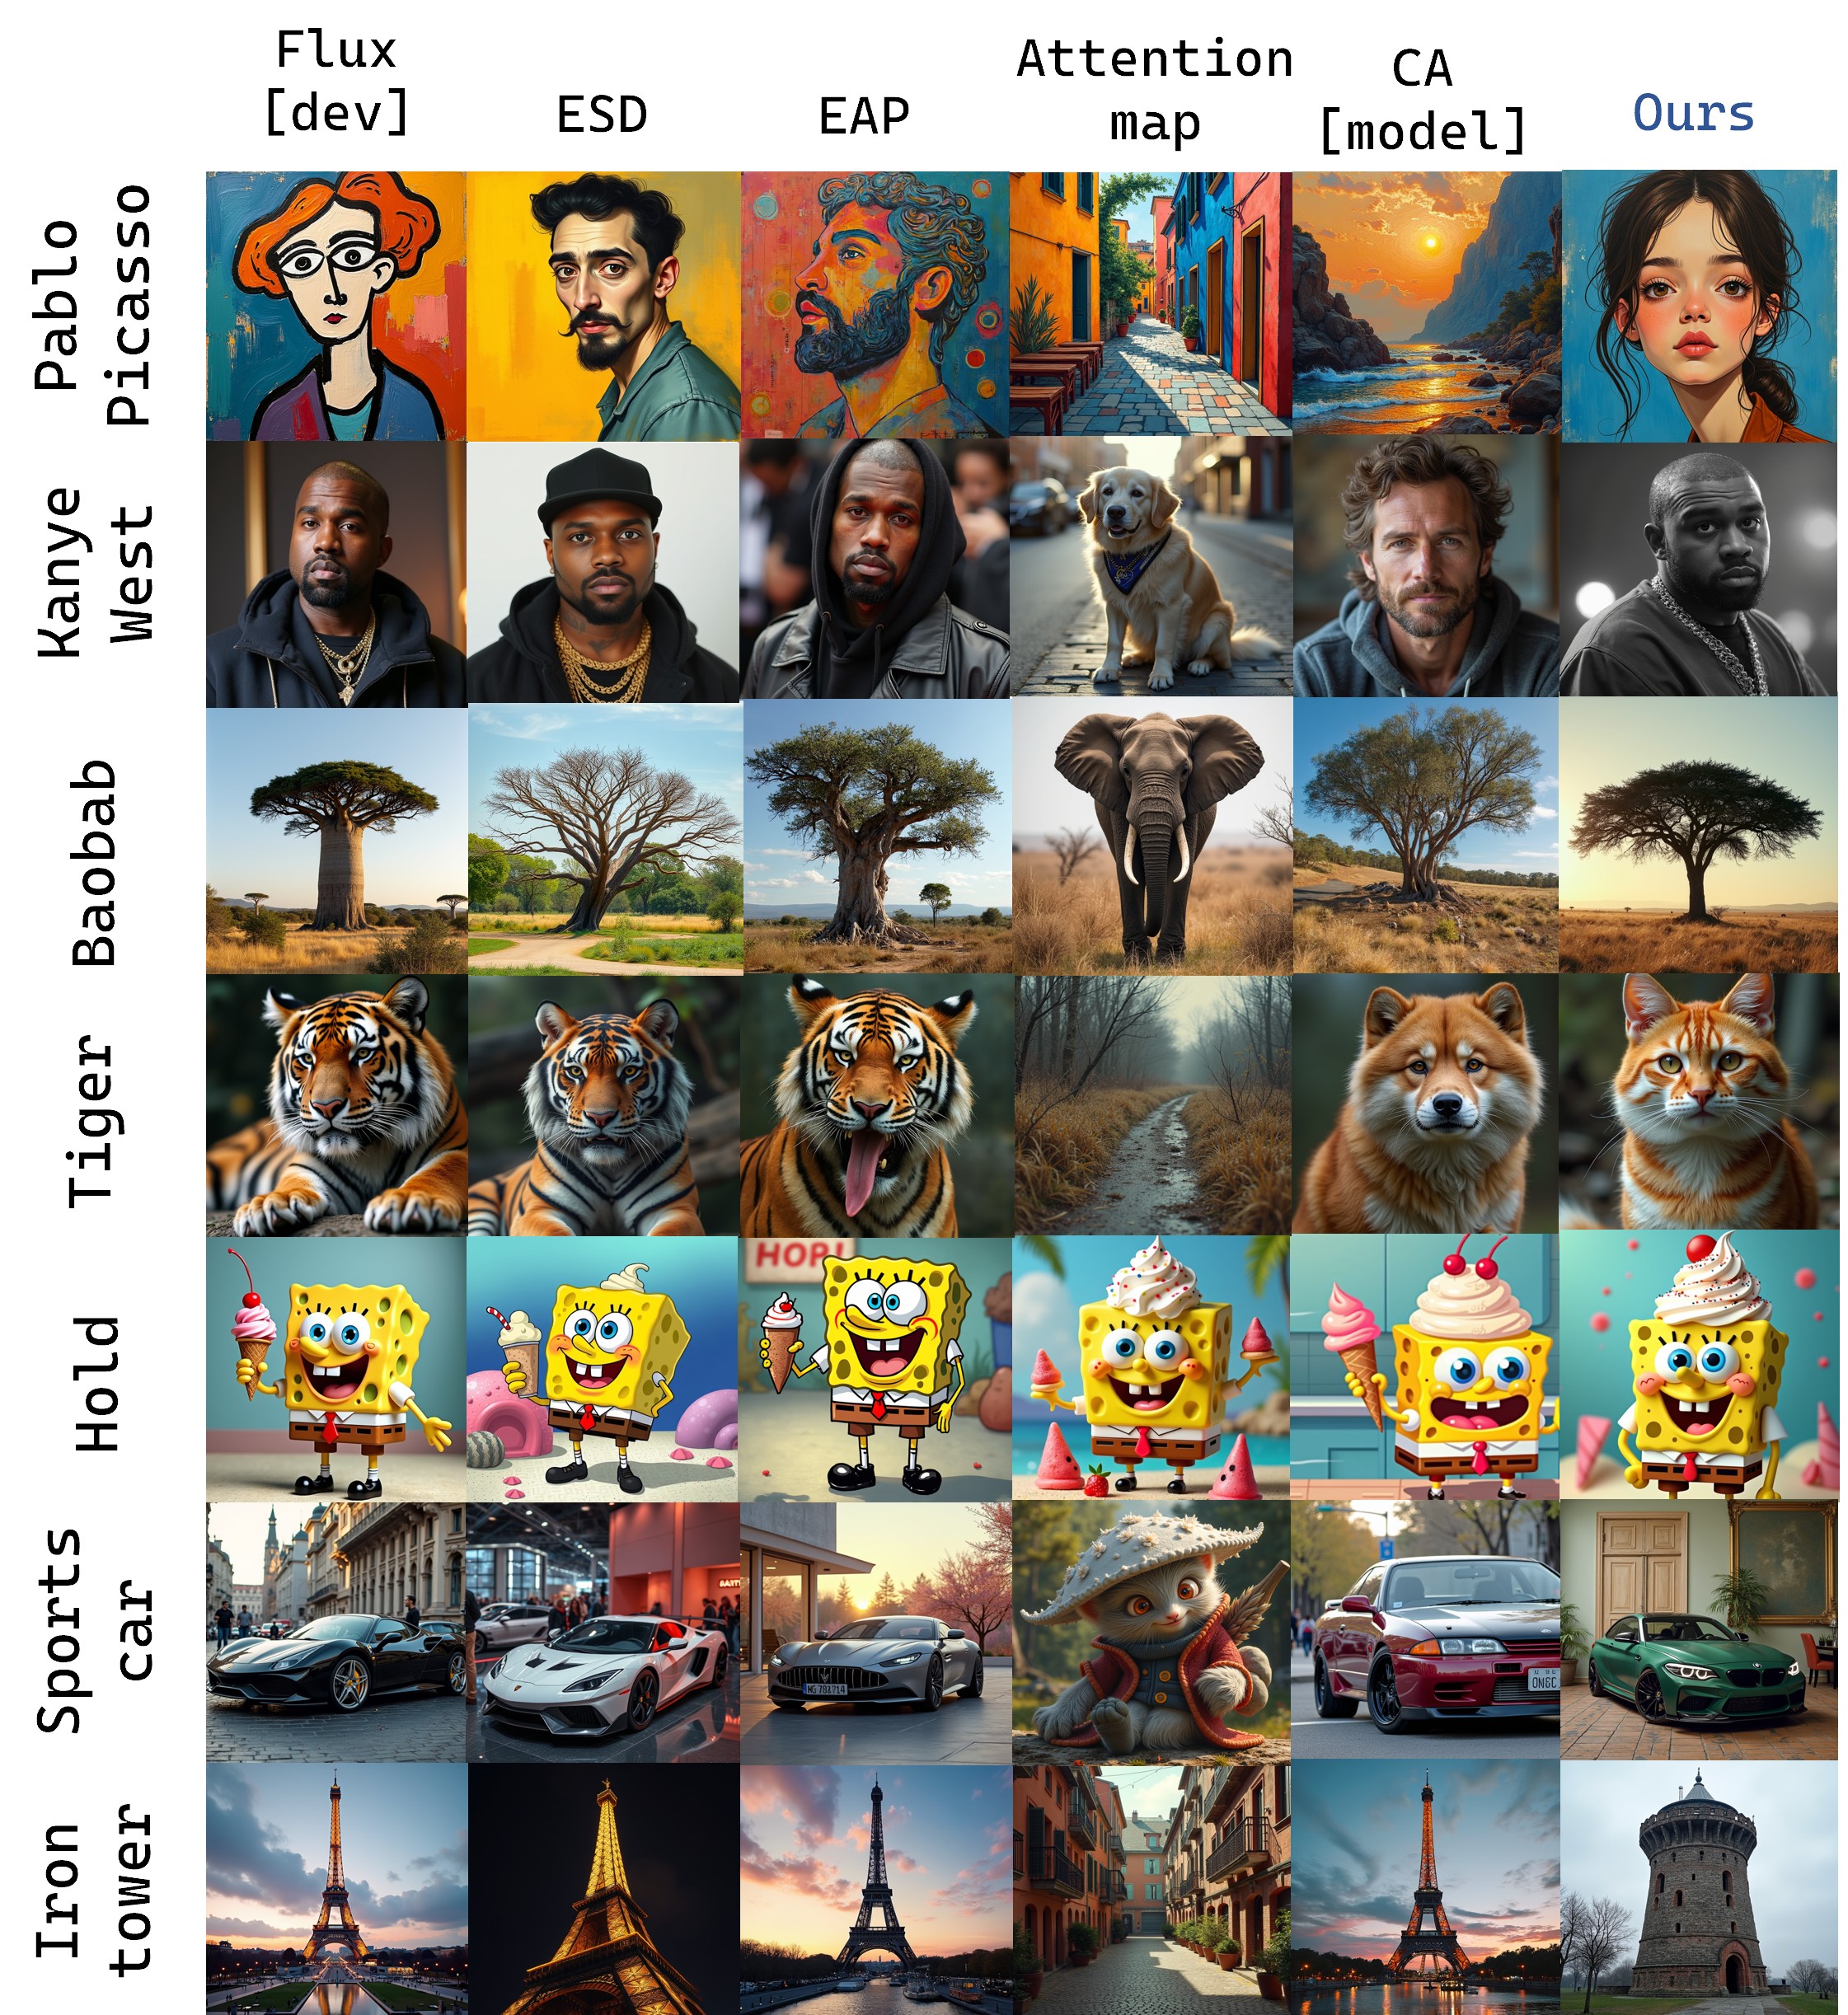 Flux
[dev]
ESD
EAP
Attention
map
CA
[model]
Ours
Pablo
Picasso
Kanye
West
Baobab
Tiger
Hold
HOP!
Sports
car
Iron
tower